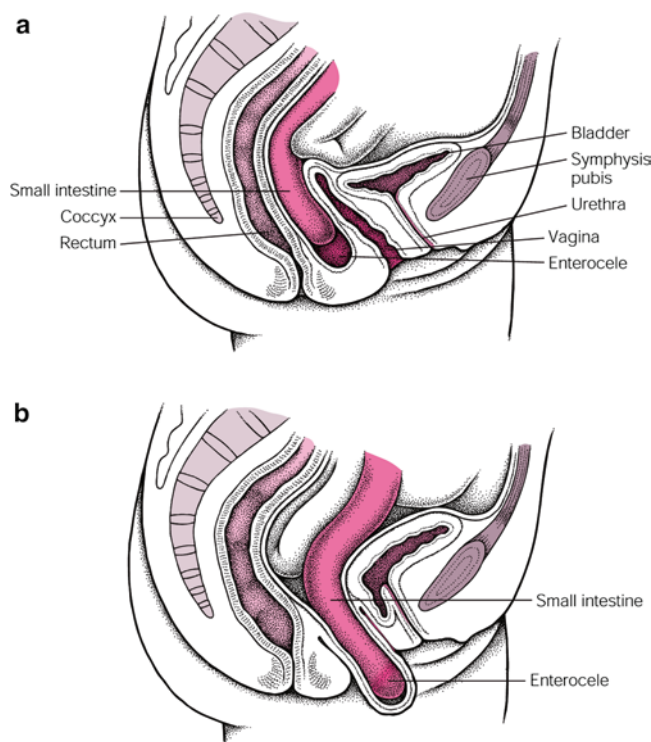 a
Bladder
Symphysis
pubis
Small intestine
Urethra
Coccyx
Vagina
Rectum
Enterocele
b
Small intestine
Enterocele